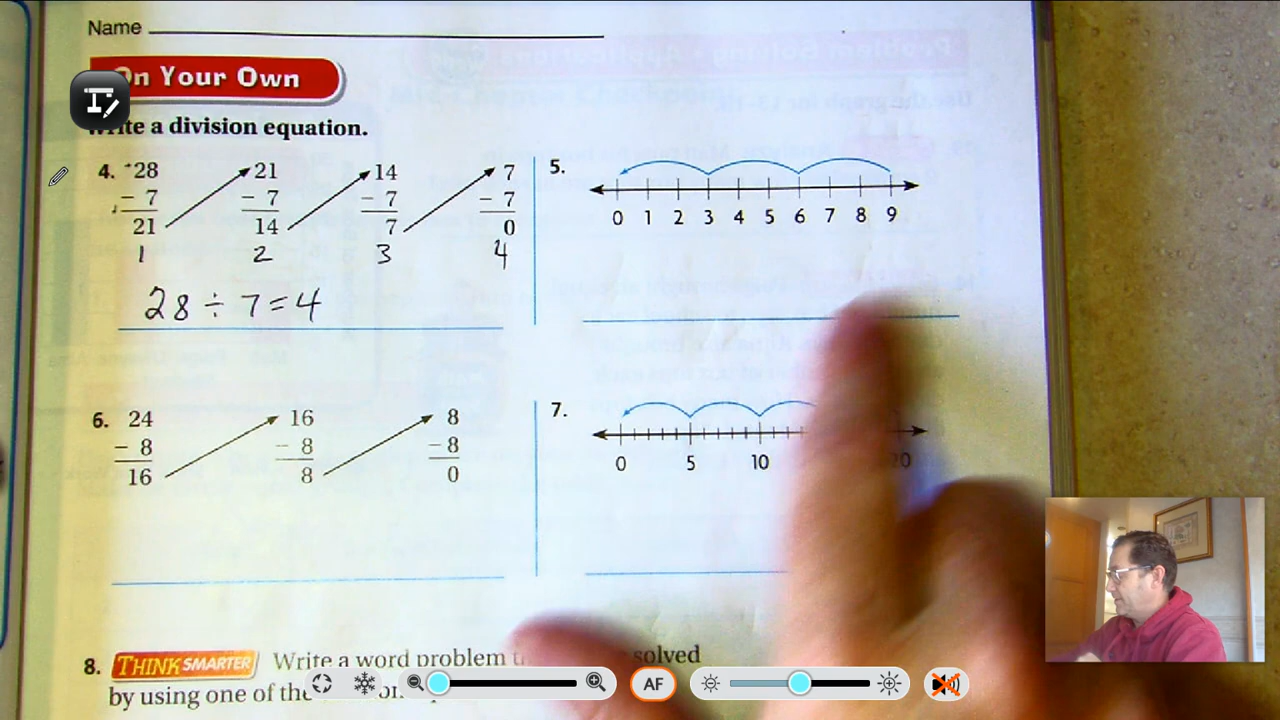 Name
On Your Own
Write a division equation.
4. 28 21 14 7
− 7 − 7 − 7 − 7
21 14 7 0
1 2 3 4
28 ÷ 7 = 4
5.
0 1 2 3 4 5 6 7 8 9
6. 24 16 8
− 8 − 8 − 8
16 8 0
7.
0 5 10 20
8. THINK SMARTER Write a word problem solved
by using one of the
AF